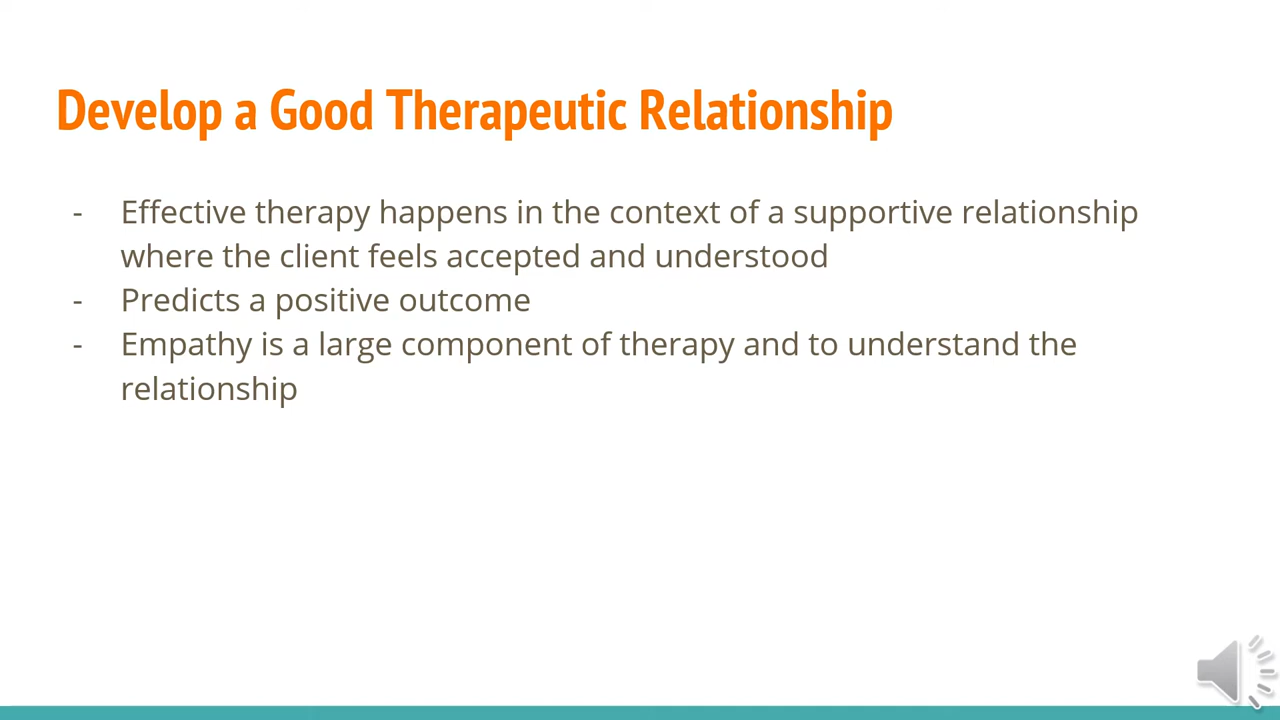 Develop a Good Therapeutic Relationship
- Effective therapy happens in the context of a supportive relationship
where the client feels accepted and understood
- Predicts a positive outcome
- Empathy is a large component of therapy and to understand the
relationship